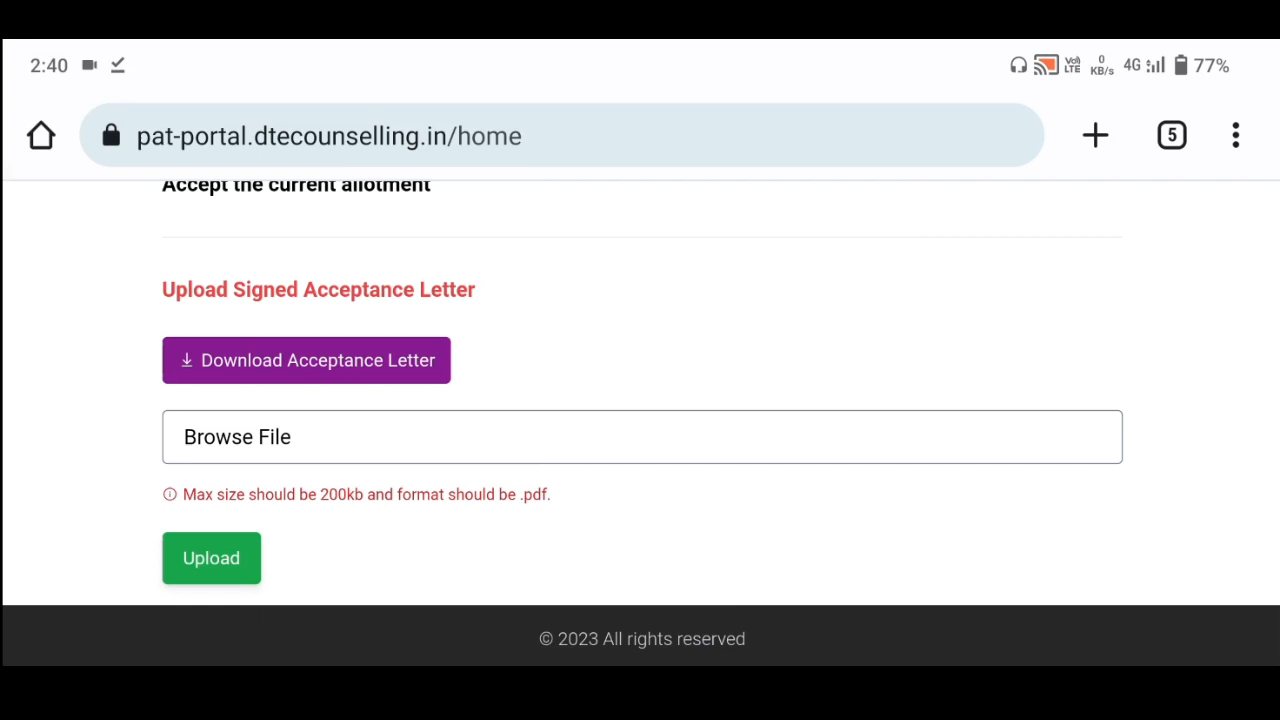 2:40
Vo) LTE
0 KB/s
4G
77%
pat-portal.dtecounselling.in/home
5
Accept the current allotment
Upload Signed Acceptance Letter
Download Acceptance Letter
Browse File
Max size should be 200kb and format should be .pdf.
Upload
© 2023 All rights reserved